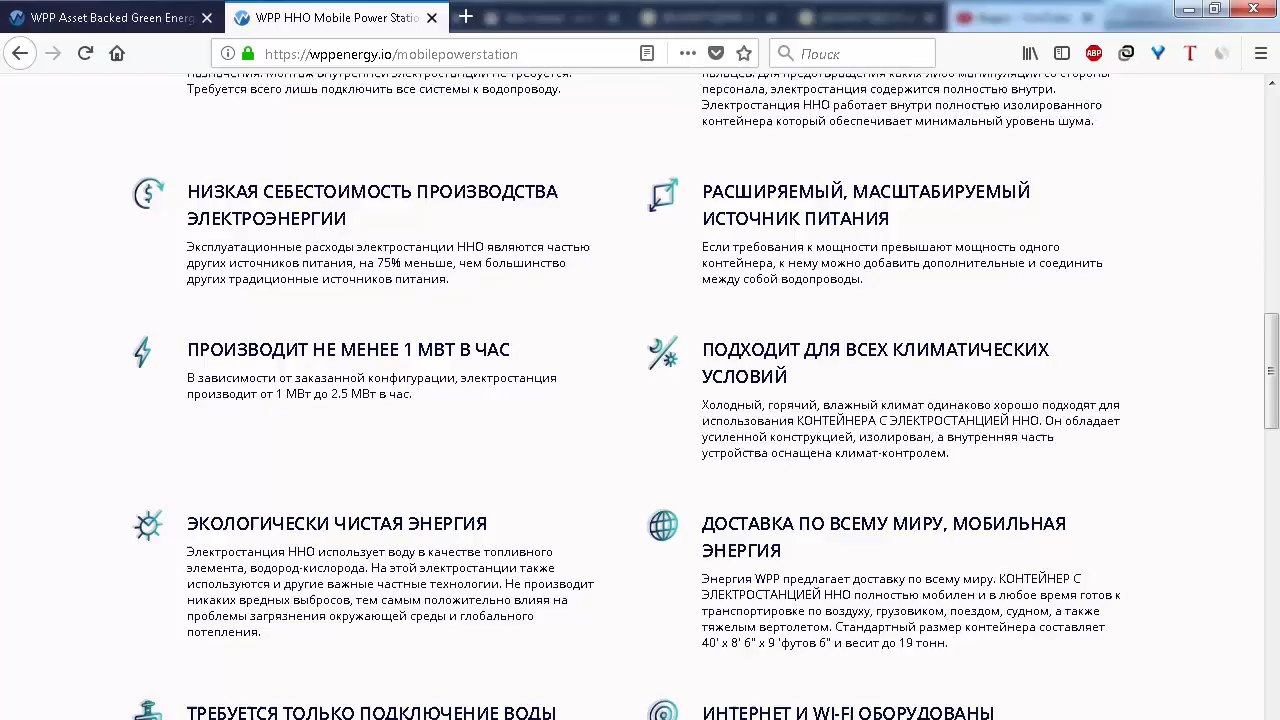 WPP Asset Backed Green Energ
WPP HHO Mobile Power Statio
https://wppenergy.io/mobilepowerstation
Поиск
ABP
Требуется всего лишь подключить все системы к водопроводу.
персонала, электростанция содержится полностью внутри.
Электростанция ННО работает внутри полностью изолированного
контейнера который обеспечивает минимальный уровень шума.
НИЗКАЯ СЕБЕСТОИМОСТЬ ПРОИЗВОДСТВА
ЭЛЕКТРОЭНЕРГИИ
Эксплуатационные расходы электростанции ННО являются частью
других источников питания, на 75% меньше, чем большинство
других традиционные источников питания.
РАСШИРЯЕМЫЙ, МАСШТАБИРУЕМЫЙ
ИСТОЧНИК ПИТАНИЯ
Если требования к мощности превышают мощность одного
контейнера, к нему можно добавить дополнительные и соединить
между собой водопроводы.
ПРОИЗВОДИТ НЕ МЕНЕЕ 1 МВТ В ЧАС
В зависимости от заказанной конфигурации, электростанция
производит от 1 МВт до 2.5 МВт в час.
ПОДХОДИТ ДЛЯ ВСЕХ КЛИМАТИЧЕСКИХ
УСЛОВИЙ
Холодный, горячий, влажный климат одинаково хорошо подходят для
использования КОНТЕЙНЕРА С ЭЛЕКТРОСТАНЦИЕЙ ННО. Он обладает
усиленной конструкцией, изолирован, а внутренняя часть
устройства оснащена климат-контролем.
ЭКОЛОГИЧЕСКИ ЧИСТАЯ ЭНЕРГИЯ
Электростанция ННО использует воду в качестве топливного
элемента, водород-кислорода. На этой электростанции также
используются и другие важные частные технологии. Не производит
никаких вредных выбросов, тем самым положительно влияя на
проблемы загрязнения окружающей среды и глобального
потепления.
ДОСТАВКА ПО ВСЕМУ МИРУ, МОБИЛЬНАЯ
ЭНЕРГИЯ
Энергия WPP предлагает доставку по всему миру. КОНТЕЙНЕР С
ЭЛЕКТРОСТАНЦИЕЙ ННО полностью мобилен и в любое время готов к
транспортировке по воздуху, грузовиком, поездом, судном, а также
тяжелым вертолетом. Стандартный размер контейнера составляет
40' x 8' 6" x 9 'футов 6" и весит до 19 тонн.
ТРЕБУЕТСЯ ТОЛЬКО ПОДКЛЮЧЕНИЕ ВОДЫ
ИНТЕРНЕТ И WI-FI ОБОРУДОВАНЫ